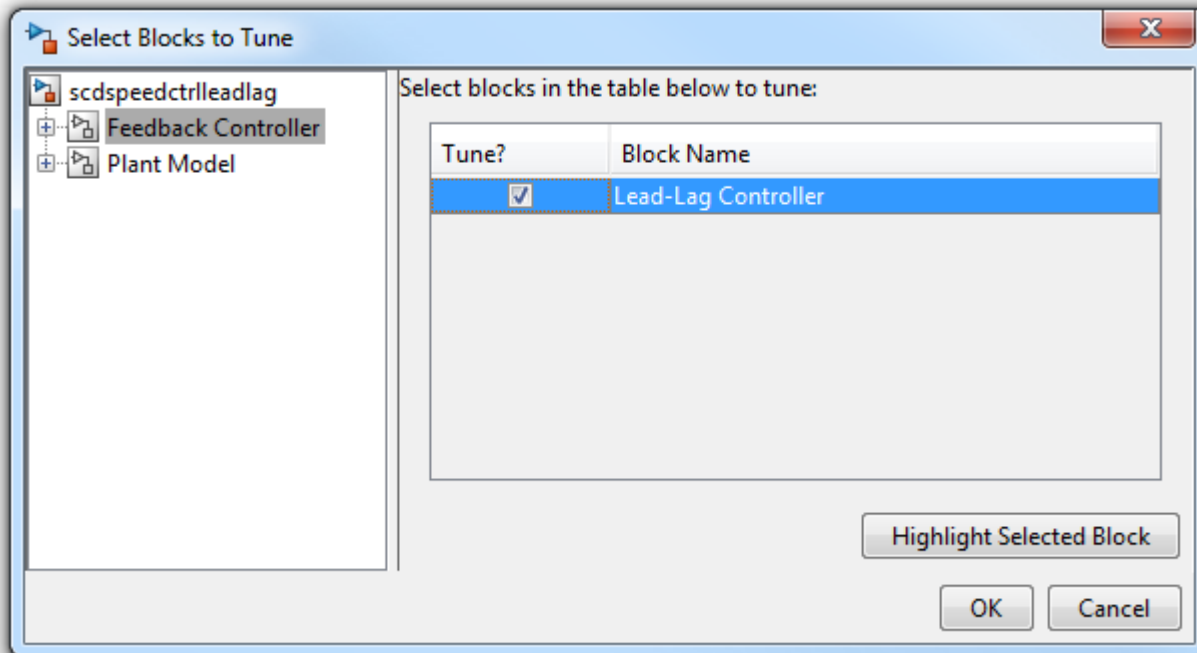 Select Blocks to Tune
scdspeedctrlleadlag
Feedback Controller
Plant Model
Select blocks in the table below to tune:
Tune? Block Name
Lead-Lag Controller
Highlight Selected Block
OK Cancel